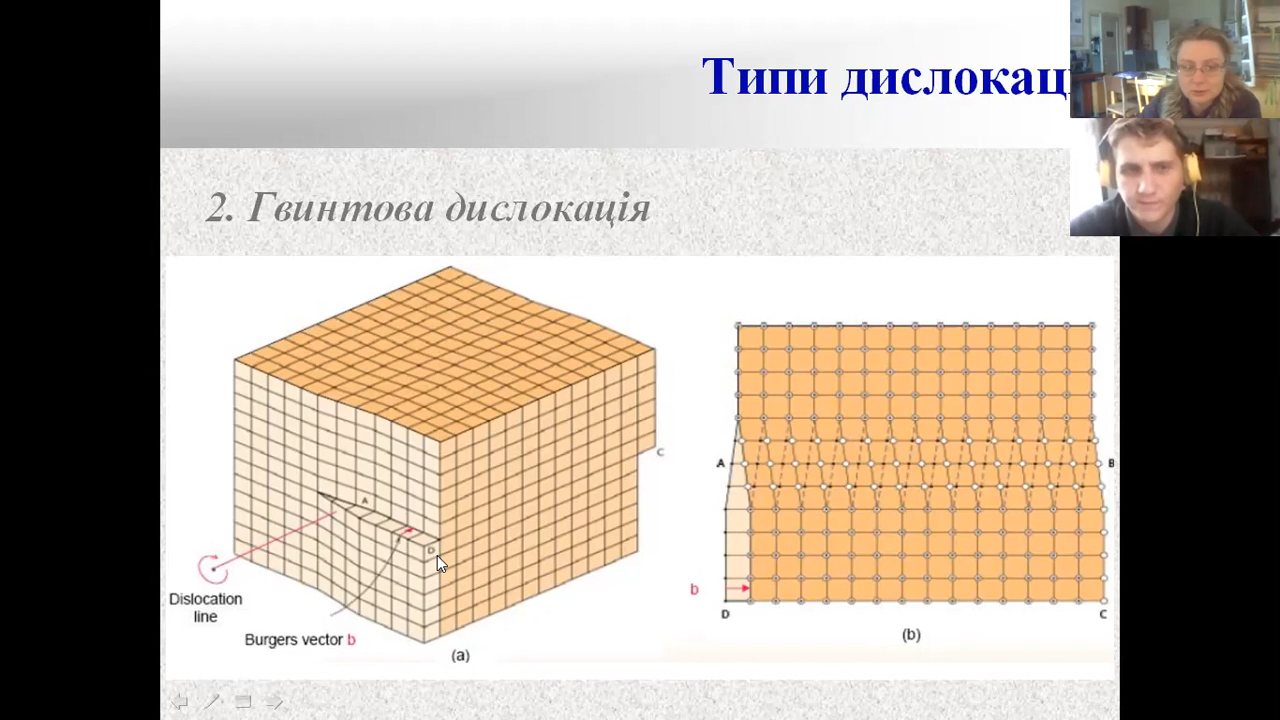 Типи дислокац
2. Гвинтова дислокація
A
C
D
Dislocation
line
Burgers vector b
(a)
A
B
b
D
C
(b)